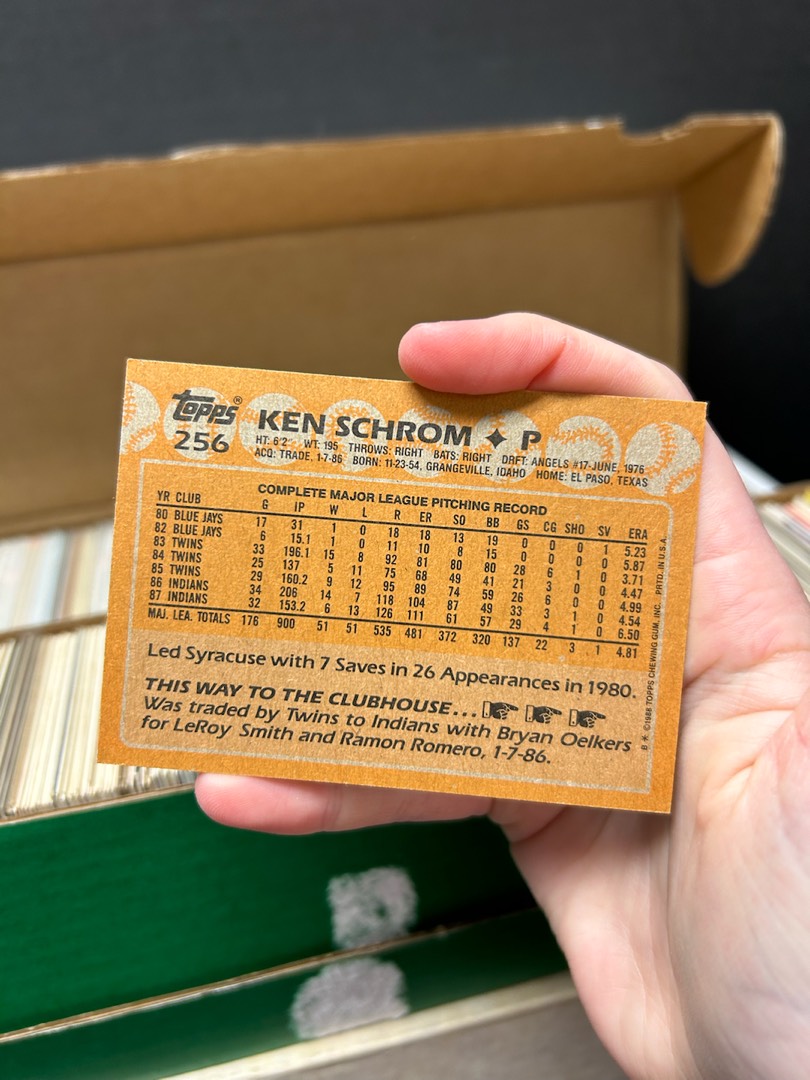 topps®
256
KEN SCHROM ✦ P
HT: 6'2" WT: 195 THROWS: RIGHT BATS: RIGHT DRFT: ANGELS #17-JUNE, 1976
ACQ: TRADE, 1-7-86 BORN: 11-23-54, GRANGEVILLE, IDAHO HOME: EL PASO, TEXAS
COMPLETE MAJOR LEAGUE PITCHING RECORD
YR CLUB G IP W L R ER SO BB GS CG SHO SV ERA
80 BLUE JAYS 17 31 1 0 18 18 13 19 0 0 0 1 5.23
82 BLUE JAYS 6 15.1 1 0 11 10 8 15 0 0 0 0 5.87
83 TWINS 33 196.1 15 8 92 81 80 80 28 6 1 0 3.71
84 TWINS 25 137 5 11 75 68 49 41 21 3 0 0 4.47
85 TWINS 29 160.2 9 12 95 89 74 59 26 6 0 0 4.99
86 INDIANS 34 206 14 7 118 104 87 49 33 3 1 0 4.54
87 INDIANS 32 153.2 6 13 126 111 61 57 29 4 1 0 6.50
MAJ. LEA. TOTALS 176 900 51 51 535 481 372 320 137 22 3 1 4.81
Led Syracuse with 7 Saves in 26 Appearances in 1980.
THIS WAY TO THE CLUBHOUSE...
Was traded by Twins to Indians with Bryan Oelkers
for LeRoy Smith and Ramon Romero, 1-7-86.
B ✶ ©1988 TOPPS CHEWING GUM, INC. PRTD. IN U.S.A.